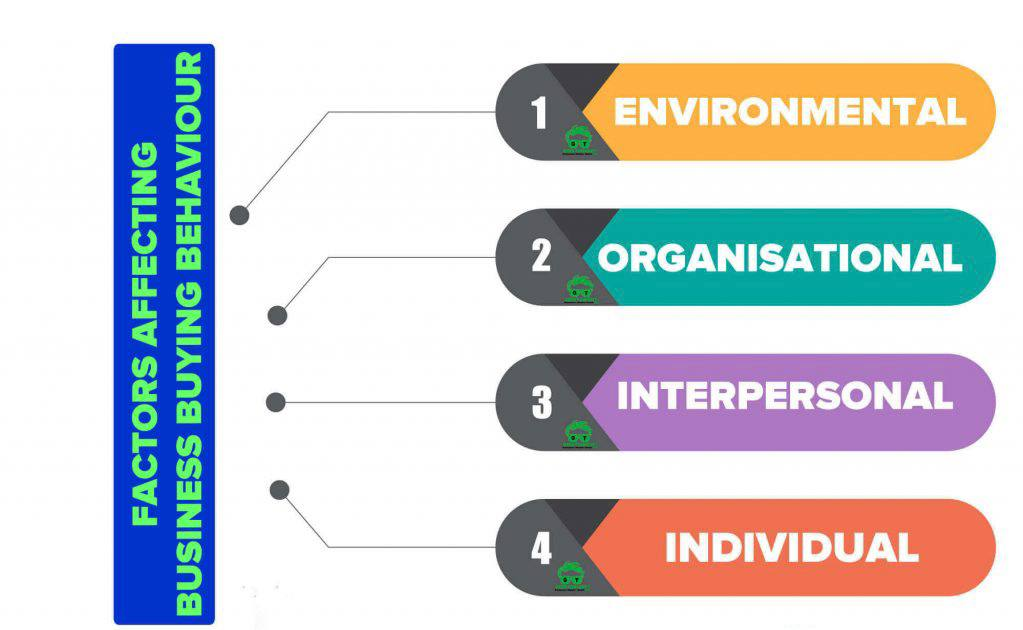 FACTORS AFFECTING
BUSINESS BUYING BEHAVIOUR
1
ENVIRONMENTAL
2
ORGANISATIONAL
3
INTERPERSONAL
4
INDIVIDUAL